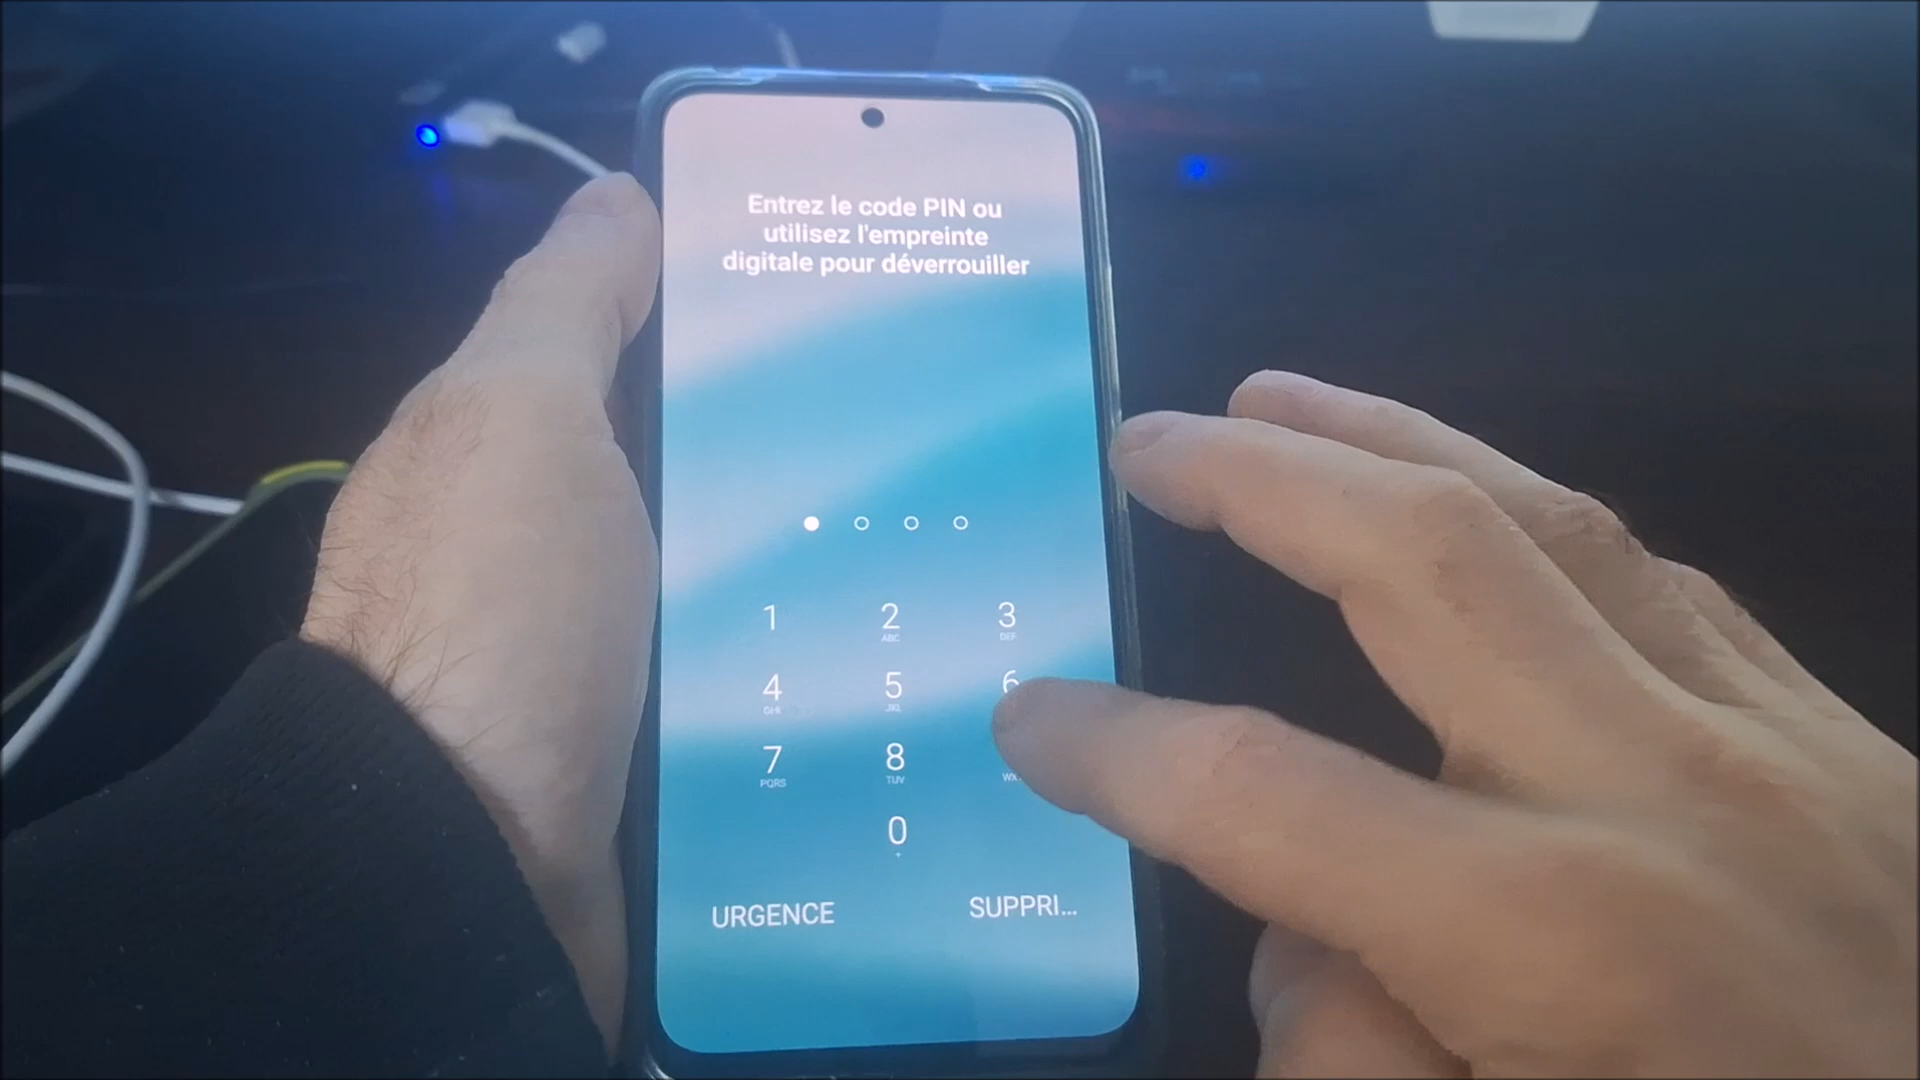 Entrez le code PIN ou
utilisez l'empreinte
digitale pour déverrouiller
1 2 3
ABC DEF
4 5 6
GHI JKL
7 8
PQRS TUV WX
0
+
URGENCE SUPPRI...